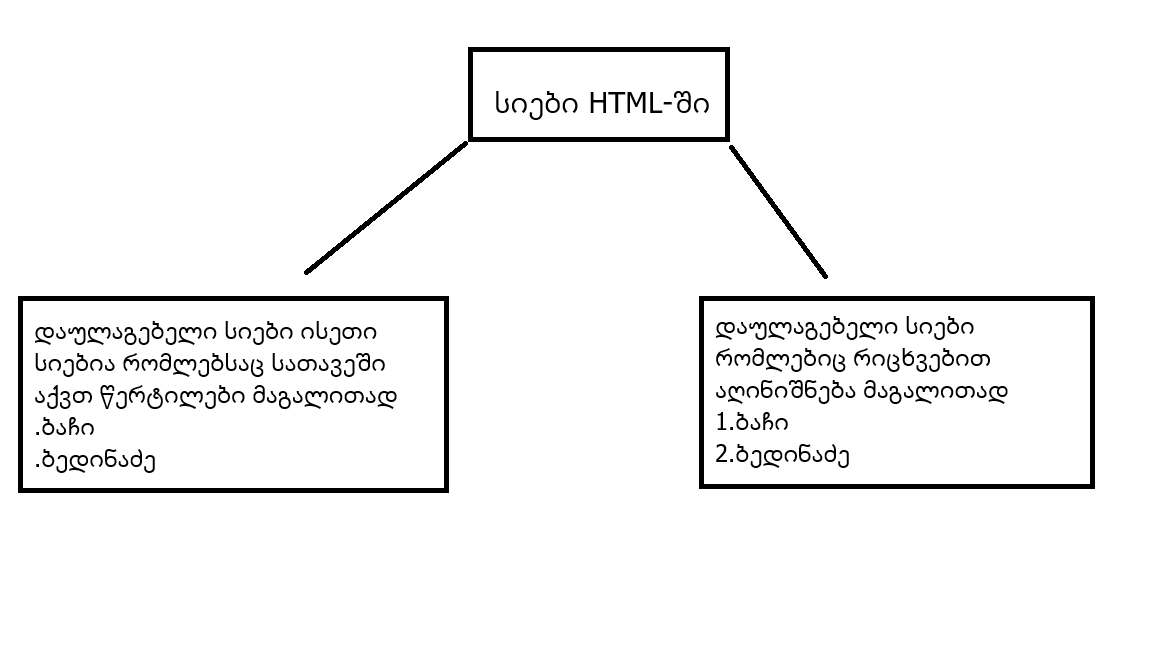 სიები HTML-ში
დაულაგებელი სიები ისეთი
სიებია რომლებსაც სათავეში
აქვთ წერტილები მაგალითად
.ბაჩი
.ბედინაძე
დაულაგებელი სიები
რომლებიც რიცხვებით
აღინიშნება მაგალითად
1.ბაჩი
2.ბედინაძე